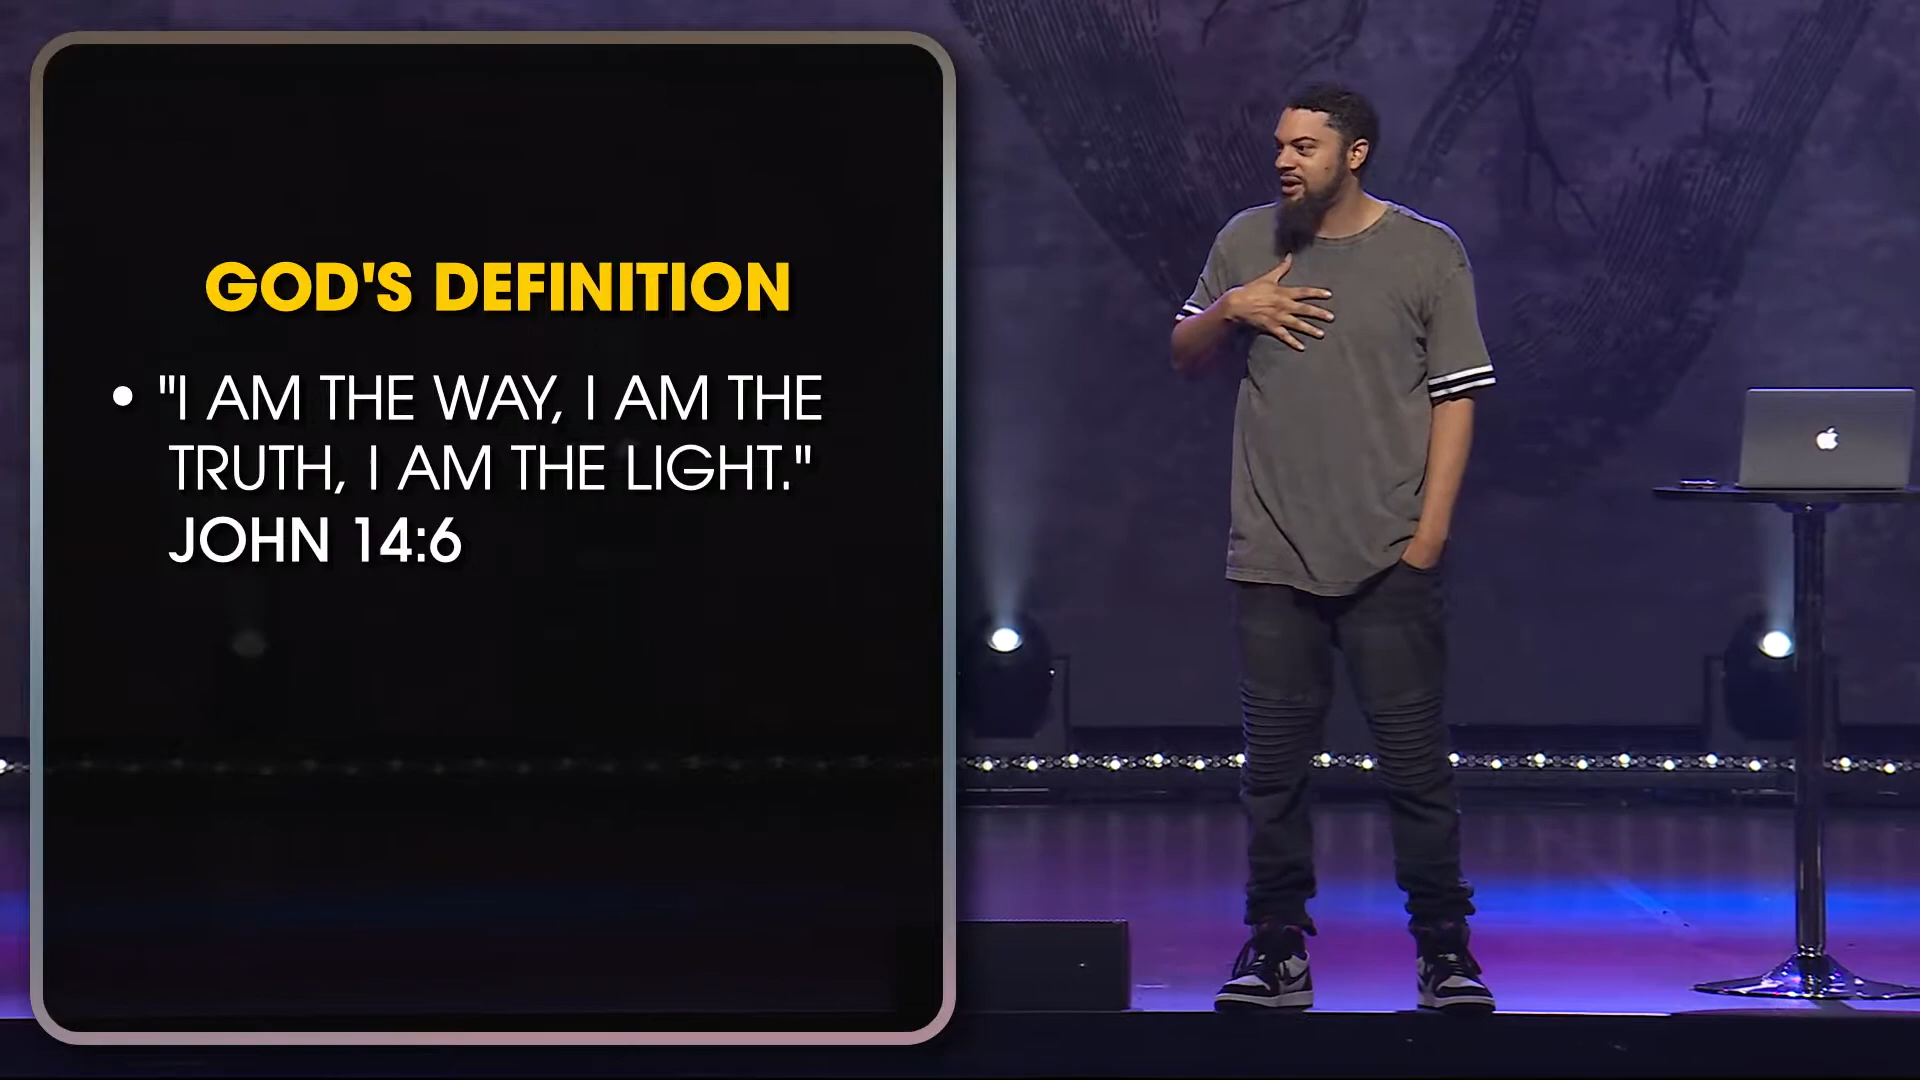 GOD'S DEFINITION
• "I AM THE WAY, I AM THE
TRUTH, I AM THE LIGHT."
JOHN 14:6